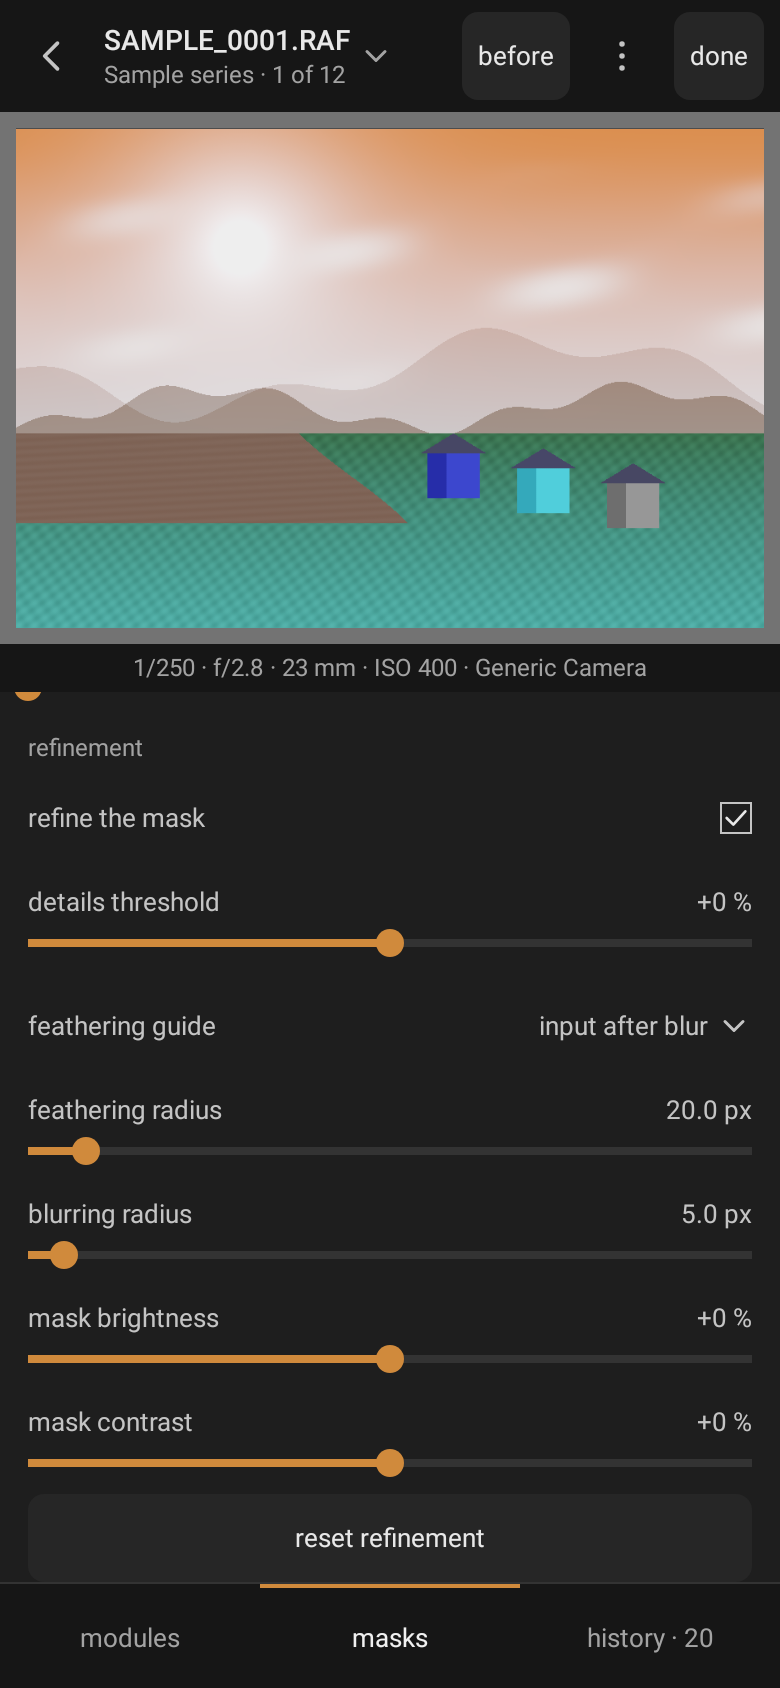 SAMPLE_0001.RAF
Sample series · 1 of 12
before
done
1/250 · f/2.8 · 23 mm · ISO 400 · Generic Camera
refinement
refine the mask
details threshold +0 %
feathering guide input after blur
feathering radius 20.0 px
blurring radius 5.0 px
mask brightness +0 %
mask contrast +0 %
reset refinement
modules masks history · 20